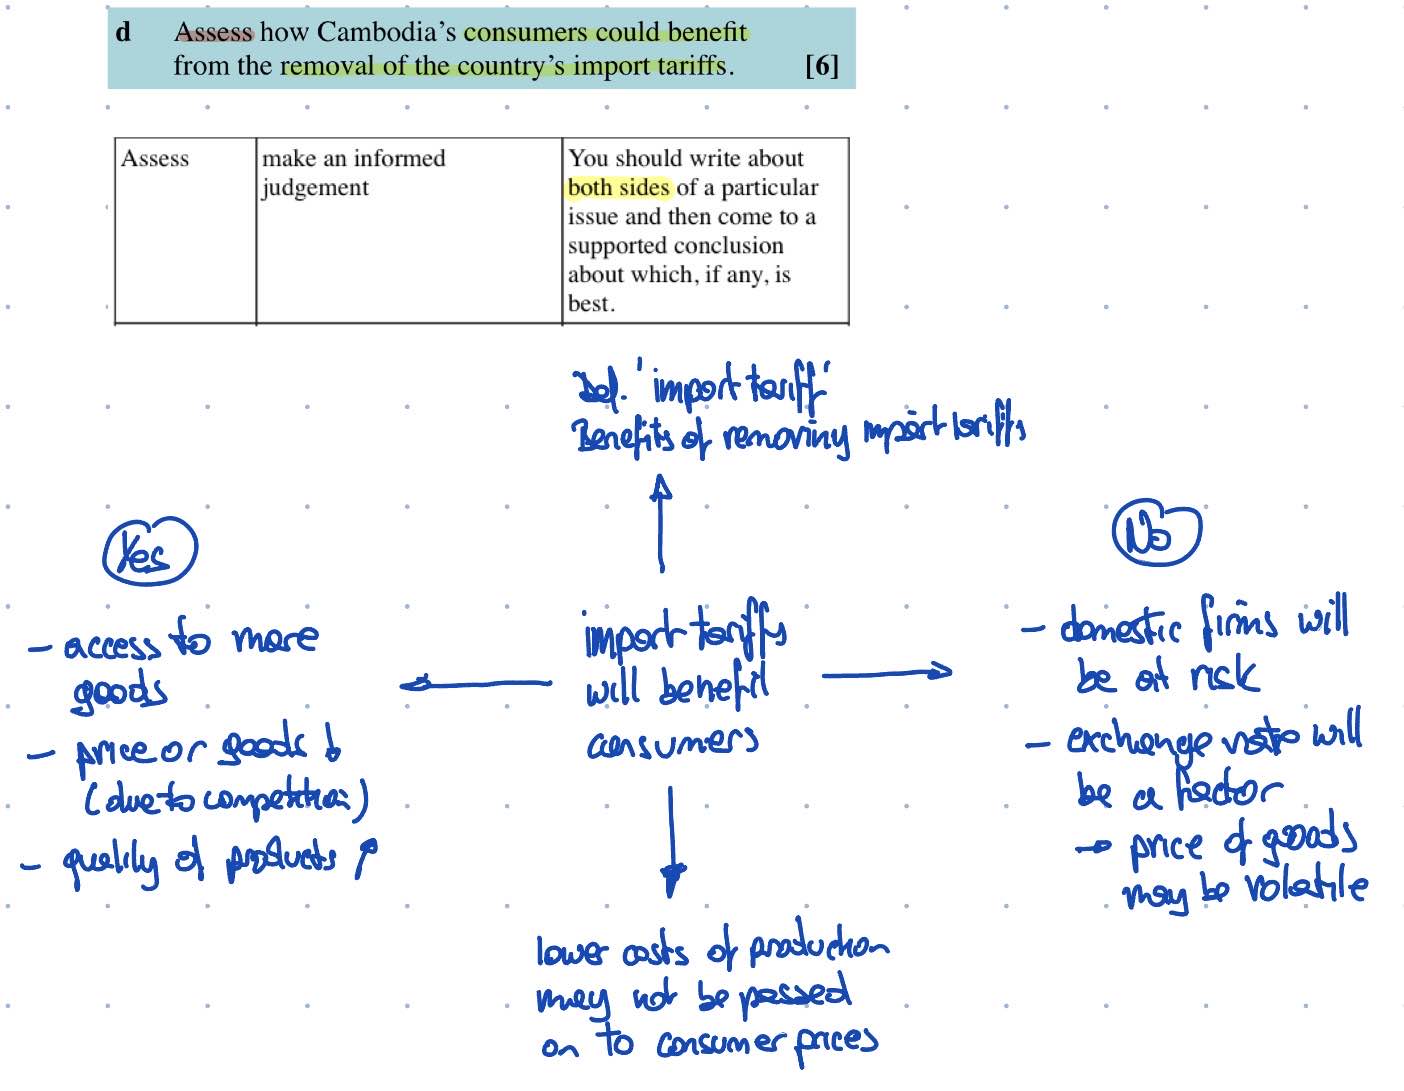 d Assess how Cambodia's consumers could benefit
from the removal of the country's import tariffs. [6]
Assess
make an informed
judgement
You should write about
both sides of a particular
issue and then come to a
supported conclusion
about which, if any, is
best.
Def. 'import tariff'
Benefits of removing import tariffs
Yes
- access to more
goods
- price of goods ↓
(due to competition)
- quality of products ↑
import tariffs
will benefit
consumers
No
- domestic firms will
be at risk
- exchange rate will
be a factor
→ price of goods
may be volatile
lower costs of production
may not be passed
on to consumer prices